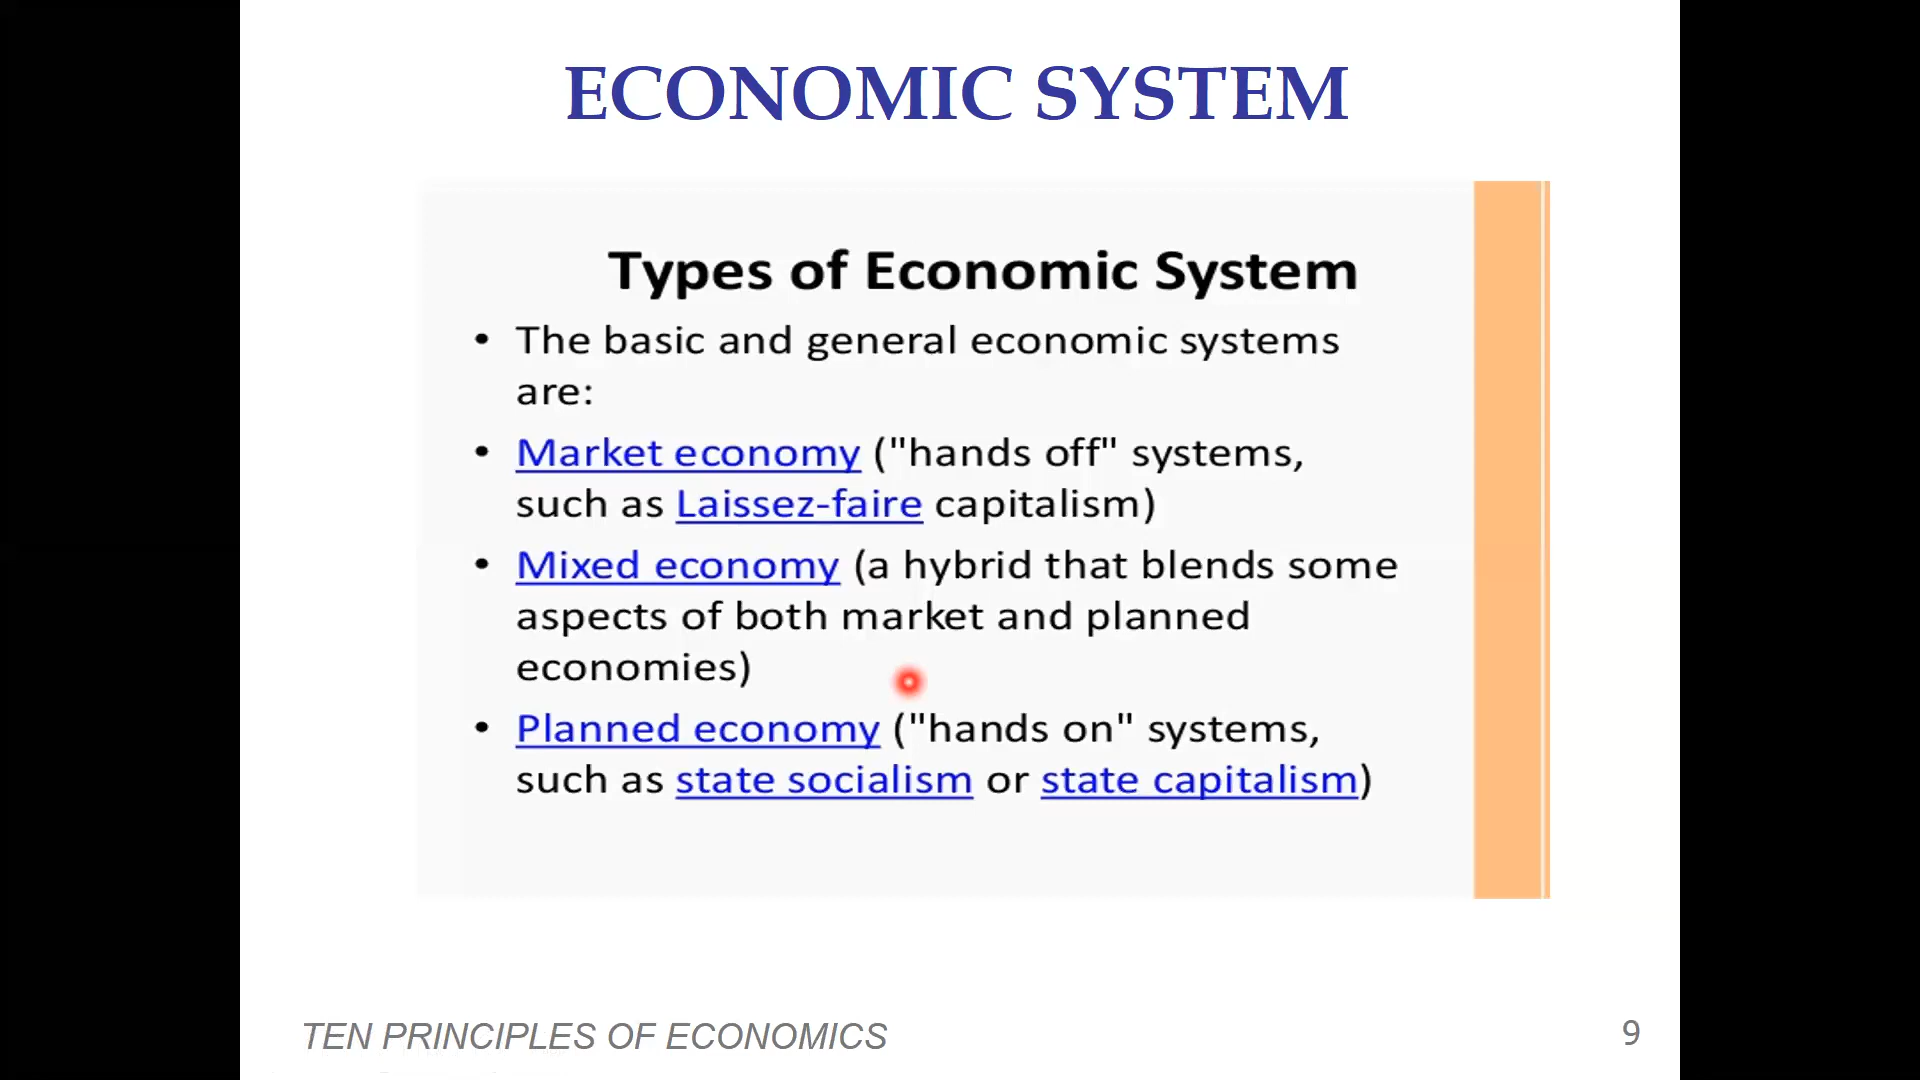 ECONOMIC SYSTEM
Types of Economic System
• The basic and general economic systems
are:
• Market economy ("hands off" systems,
such as Laissez-faire capitalism)
• Mixed economy (a hybrid that blends some
aspects of both market and planned
economies)
• Planned economy ("hands on" systems,
such as state socialism or state capitalism)
TEN PRINCIPLES OF ECONOMICS
9